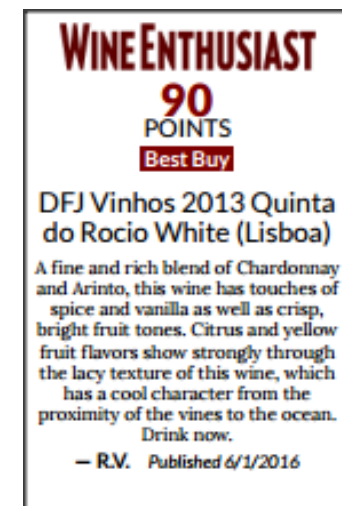 WINE ENTHUSIAST
90
POINTS
Best Buy
DFJ Vinhos 2013 Quinta
do Rocio White (Lisboa)
A fine and rich blend of Chardonnay
and Arinto, this wine has touches of
spice and vanilla as well as crisp,
bright fruit tones. Citrus and yellow
fruit flavors show strongly through
the lacy texture of this wine, which
has a cool character from the
proximity of the vines to the ocean.
Drink now.
— R.V. Published 6/1/2016